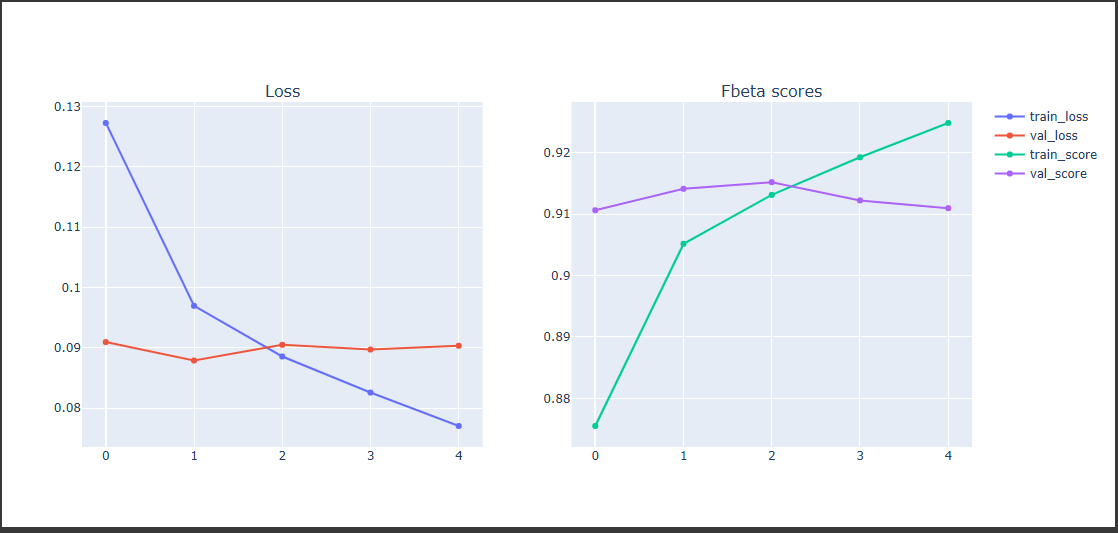 Loss
0.13
0.12
0.11
0.1
0.09
0.08
0 1 2 3 4
Fbeta scores
0.92
0.91
0.9
0.89
0.88
0 1 2 3 4
train_loss
val_loss
train_score
val_score